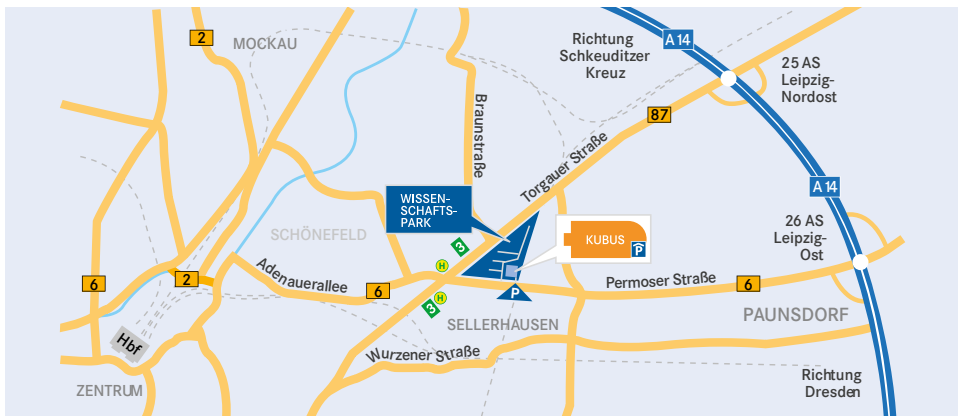 2
MOCKAU
Richtung
Schkeuditzer
Kreuz
A 14
25 AS
Leipzig-
Nordost
87
Braunstraße
Torgauer Straße
A 14
WISSEN-
SCHAFTS-
PARK
KUBUS
P
26 AS
Leipzig-
Ost
SCHÖNEFELD
3
H
Adenauerallee
6
2
6
Permoser Straße
6
P
H
3
SELLERHAUSEN
PAUNSDORF
Hbf
Wurzener Straße
ZENTRUM
Richtung
Dresden